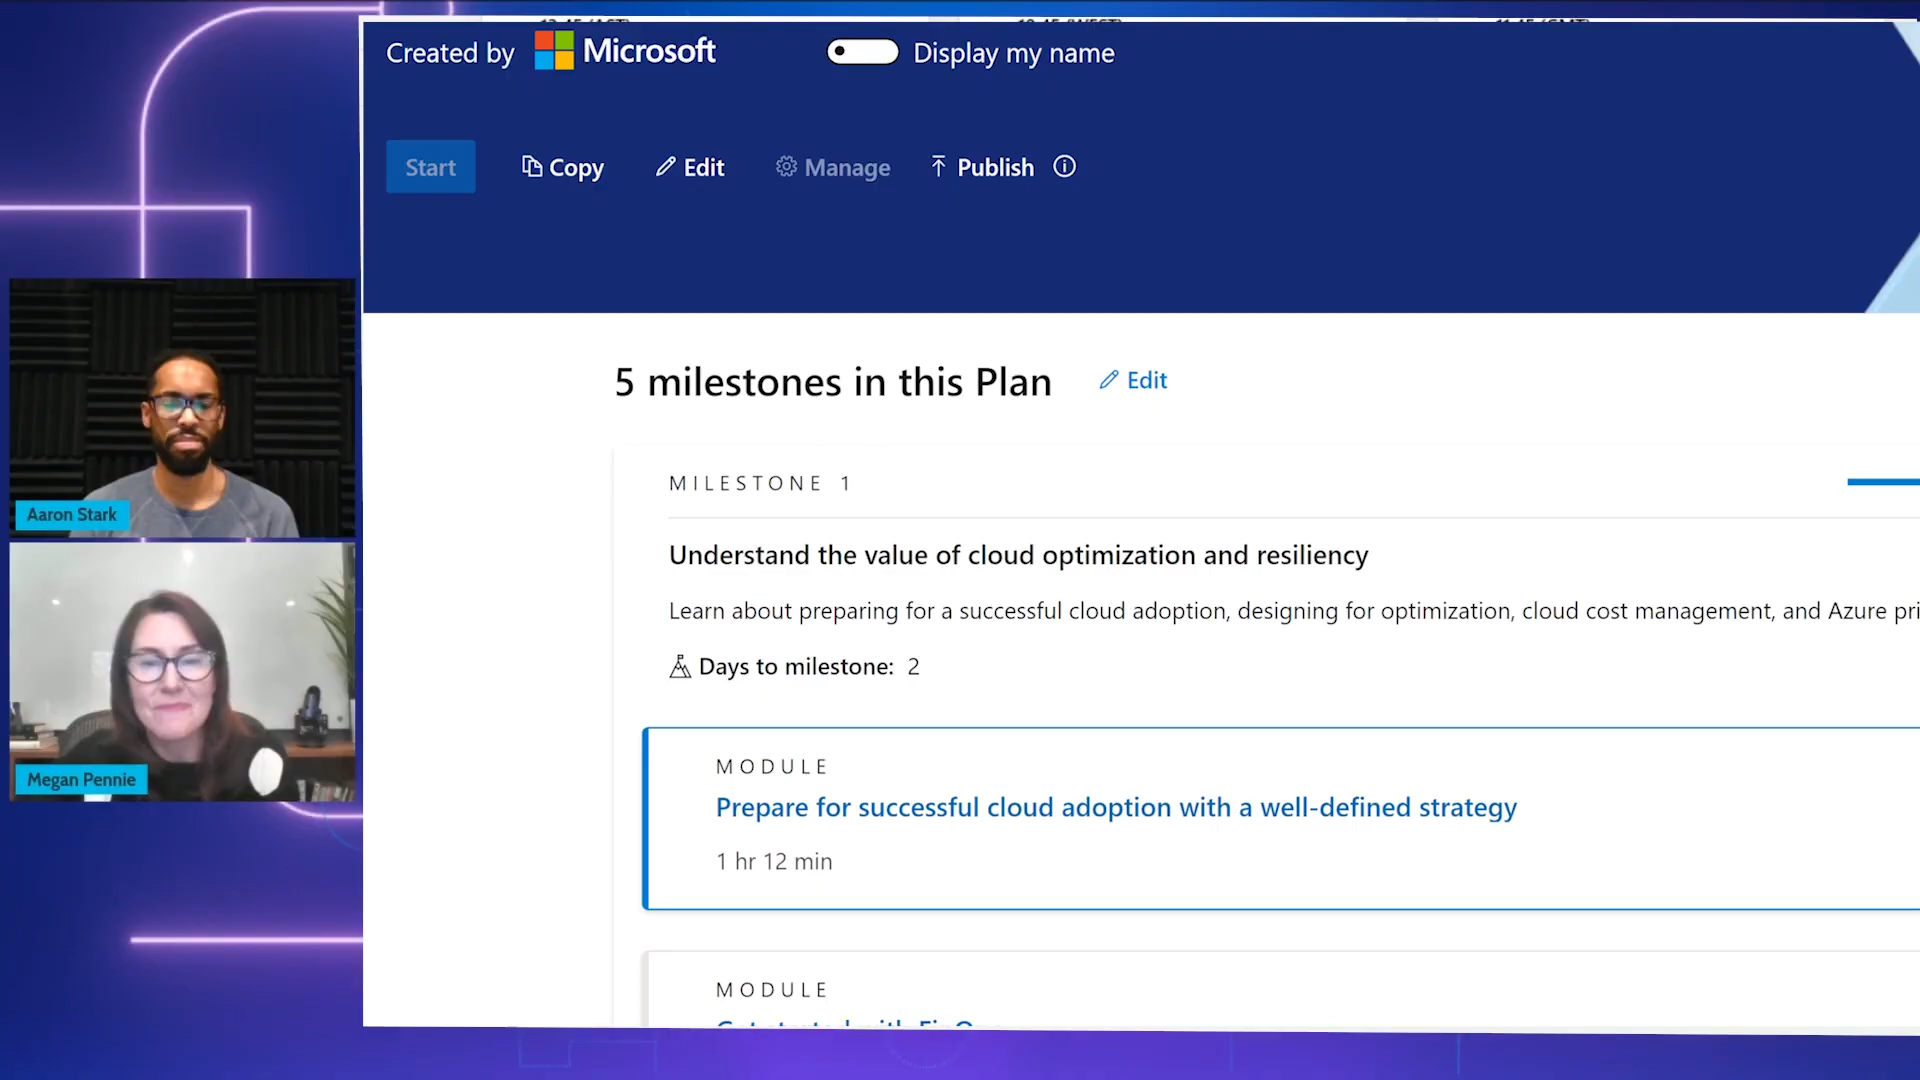 Created by Microsoft Display my name
Start Copy Edit Manage Publish
5 milestones in this Plan Edit
MILESTONE 1
Understand the value of cloud optimization and resiliency
Learn about preparing for a successful cloud adoption, designing for optimization, cloud cost management, and Azure pri
Days to milestone: 2
MODULE
Prepare for successful cloud adoption with a well-defined strategy
1 hr 12 min
MODULE
Aaron Stark
Megan Pennie